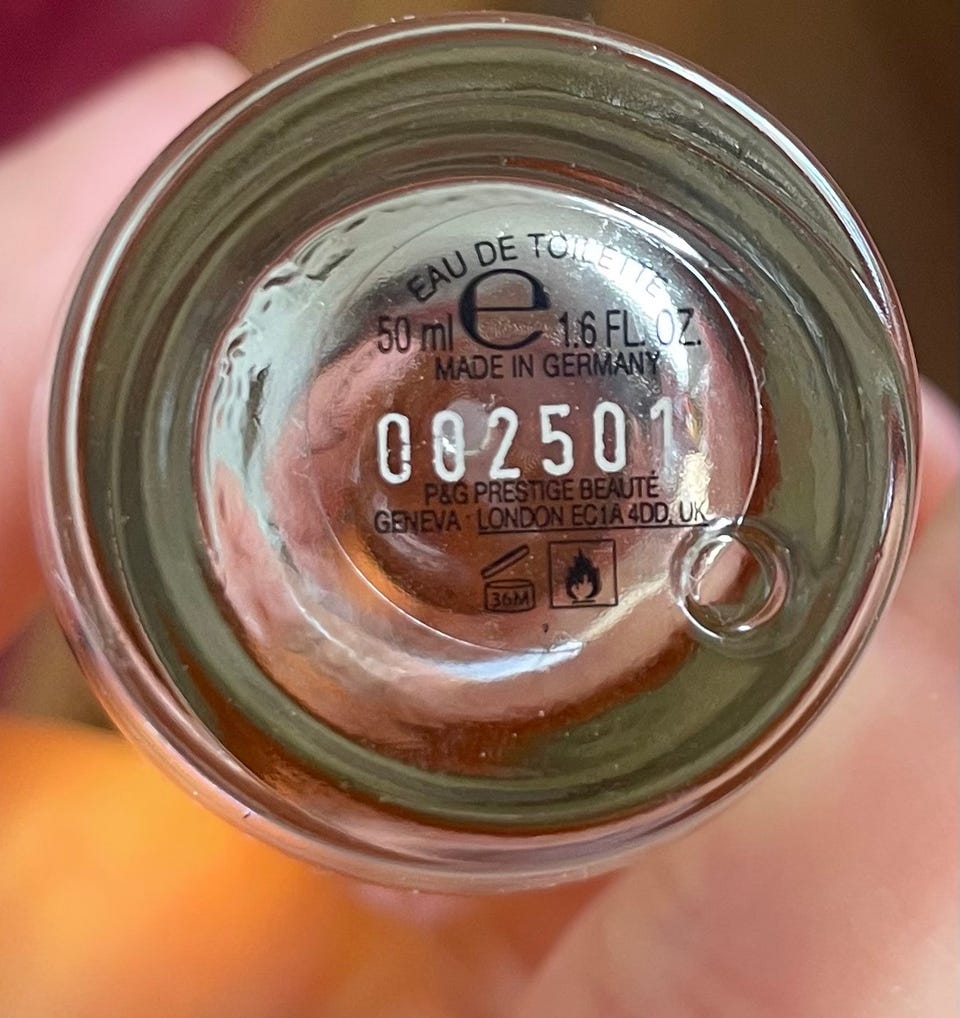 EAU DE TOILETTE
50 ml e 1.6 FL. OZ.
MADE IN GERMANY
002501
P&G PRESTIGE BEAUTÉ
GENEVA · LONDON EC1A 4DD, UK
36M